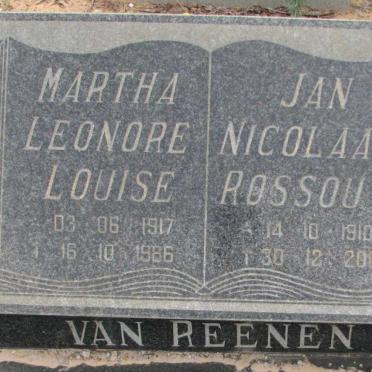 MARTHA
LEONORE
LOUISE
03 06 1917
16 10 1966
JAN
NICOLAA
ROSSOU
14 10 1910
30 12 201
VAN REENEN